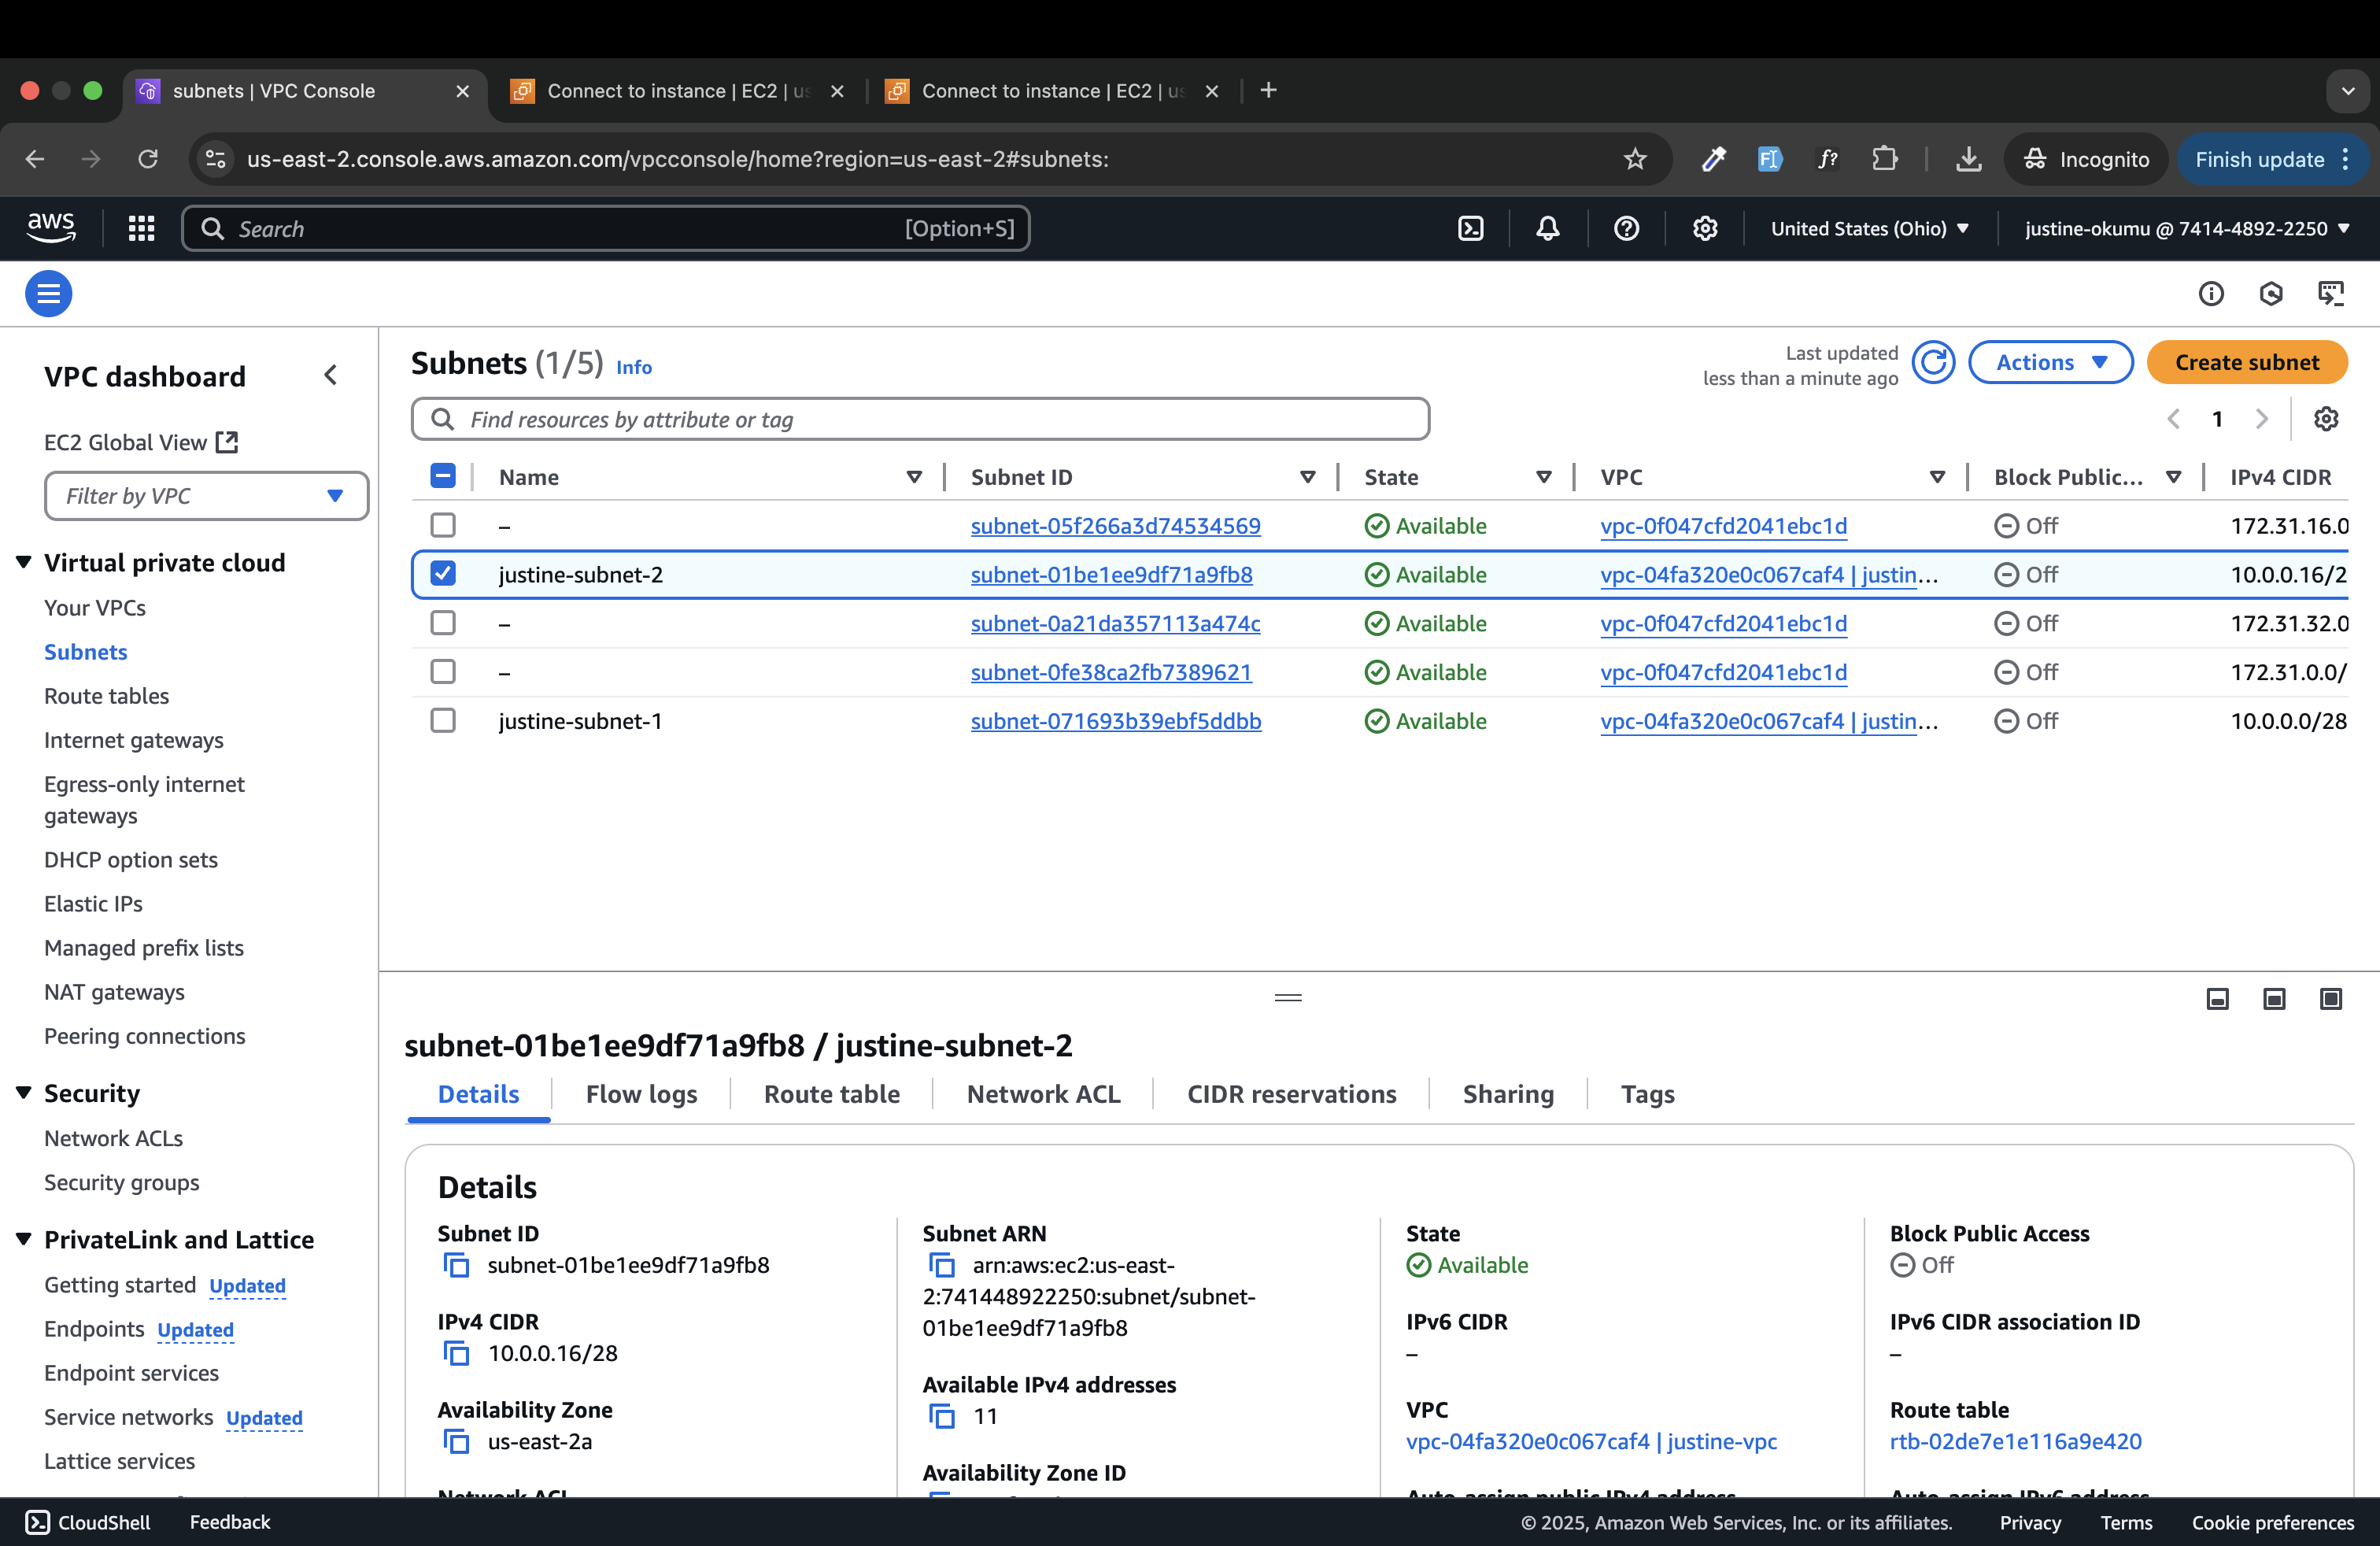 subnets | VPC Console
Connect to instance | EC2 | us
Connect to instance | EC2 | us
us-east-2.console.aws.amazon.com/vpcconsole/home?region=us-east-2#subnets:
Incognito
Finish update
aws
Search
[Option+S]
United States (Ohio)
justine-okumu @ 7414-4892-2250
VPC dashboard
EC2 Global View
Filter by VPC
Virtual private cloud
Your VPCs
Subnets
Route tables
Internet gateways
Egress-only internet
gateways
DHCP option sets
Elastic IPs
Managed prefix lists
NAT gateways
Peering connections
Security
Network ACLs
Security groups
PrivateLink and Lattice
Getting started Updated
Endpoints Updated
Endpoint services
Service networks Updated
Lattice services
Subnets (1/5) Info
Last updated
less than a minute ago
Actions
Create subnet
Find resources by attribute or tag
1
Name Subnet ID State VPC Block Public... IPv4 CIDR
– subnet-05f266a3d74534569 Available vpc-0f047cfd2041ebc1d Off 172.31.16.0
justine-subnet-2 subnet-01be1ee9df71a9fb8 Available vpc-04fa320e0c067caf4 | justin... Off 10.0.0.16/2
– subnet-0a21da357113a474c Available vpc-0f047cfd2041ebc1d Off 172.31.32.0
– subnet-0fe38ca2fb7389621 Available vpc-0f047cfd2041ebc1d Off 172.31.0.0/
justine-subnet-1 subnet-071693b39ebf5ddbb Available vpc-04fa320e0c067caf4 | justin... Off 10.0.0.0/28
subnet-01be1ee9df71a9fb8 / justine-subnet-2
Details Flow logs Route table Network ACL CIDR reservations Sharing Tags
Details
Subnet ID
subnet-01be1ee9df71a9fb8
IPv4 CIDR
10.0.0.16/28
Availability Zone
us-east-2a
Network ACL
Subnet ARN
arn:aws:ec2:us-east-
2:741448922250:subnet/subnet-
01be1ee9df71a9fb8
Available IPv4 addresses
11
Availability Zone ID
State
Available
IPv6 CIDR
–
VPC
vpc-04fa320e0c067caf4 | justine-vpc
Auto-assign public IPv4 address
Block Public Access
Off
IPv6 CIDR association ID
–
Route table
rtb-02de7e1e116a9e420
Auto-assign IPv6 address
CloudShell Feedback © 2025, Amazon Web Services, Inc. or its affiliates. Privacy Terms Cookie preferences